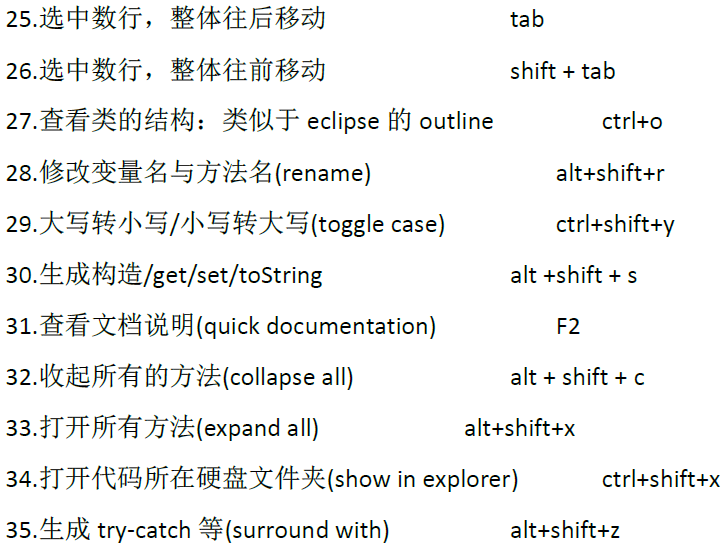 25.选中数行，整体往后移动 tab
26.选中数行，整体往前移动 shift + tab
27.查看类的结构：类似于 eclipse 的 outline ctrl+o
28.修改变量名与方法名(rename) alt+shift+r
29.大写转小写/小写转大写(toggle case) ctrl+shift+y
30.生成构造/get/set/toString alt +shift + s
31.查看文档说明(quick documentation) F2
32.收起所有的方法(collapse all) alt + shift + c
33.打开所有方法(expand all) alt+shift+x
34.打开代码所在硬盘文件夹(show in explorer) ctrl+shift+x
35.生成 try-catch 等(surround with) alt+shift+z